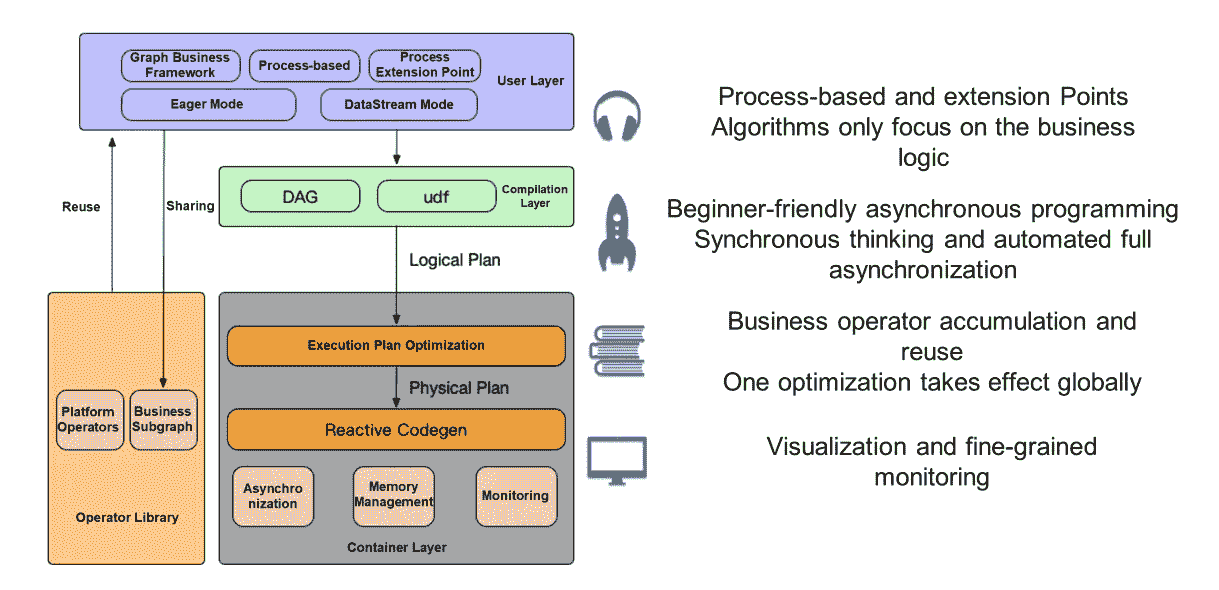 Graph Business
Framework
Process-based
Process
Extension Point
User Layer
Eager Mode
DataStream Mode
Reuse
Sharing
DAG
udf
Compilation
Layer
Logical Plan
Execution Plan Optimization
Physical Plan
Reactive Codegen
Platform
Operators
Business
Subgraph
Operator Library
Asynchro
nization
Memory
Management
Monitoring
Container Layer
Process-based and extension Points
Algorithms only focus on the business
logic
Beginner-friendly asynchronous programming
Synchronous thinking and automated full
asynchronization
Business operator accumulation and
reuse
One optimization takes effect globally
Visualization and fine-grained
monitoring